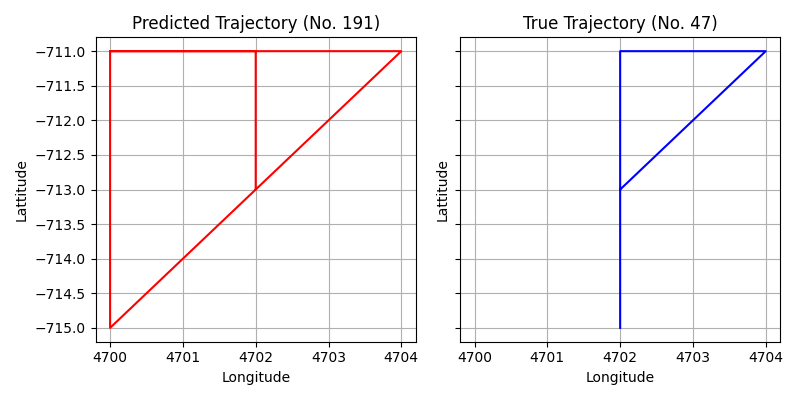 Predicted Trajectory (No. 191)
True Trajectory (No. 47)
Lattitude
−711.0
−711.5
−712.0
−712.5
−713.0
−713.5
−714.0
−714.5
−715.0
4700 4701 4702 4703 4704
Longitude
Lattitude
4700 4701 4702 4703 4704
Longitude